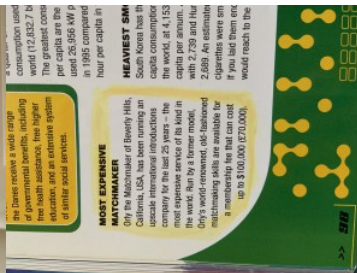 the Danes receive a wide range
of governmental benefits, including
free health assistance, free higher
education, and an extensive system
of similar social services.
MOST EXPENSIVE
MATCHMAKER
Orly the Matchmaker of Beverly Hills,
California, USA, has been running an
upscale international introductions
company for the last 25 years – the
most expensive service of its kind in
the world. Run by a former model,
Orly's world-renowned, old-fashioned
matchmaking skills are available for
a membership fee that can cost
up to $100,000 (£70,000).
consumption used
world (12,832.7 b
The greatest cons
per capita are the
used 26,956 kW p
in 1995 compared
hour per capita in
HEAVIEST SM
South Korea has th
capita consumption
the world, at 4,153
capita per annum.
with 2,739 and Hu
2,689. An estimate
cigarettes were sm
If you laid them en
would reach to the
>> 98